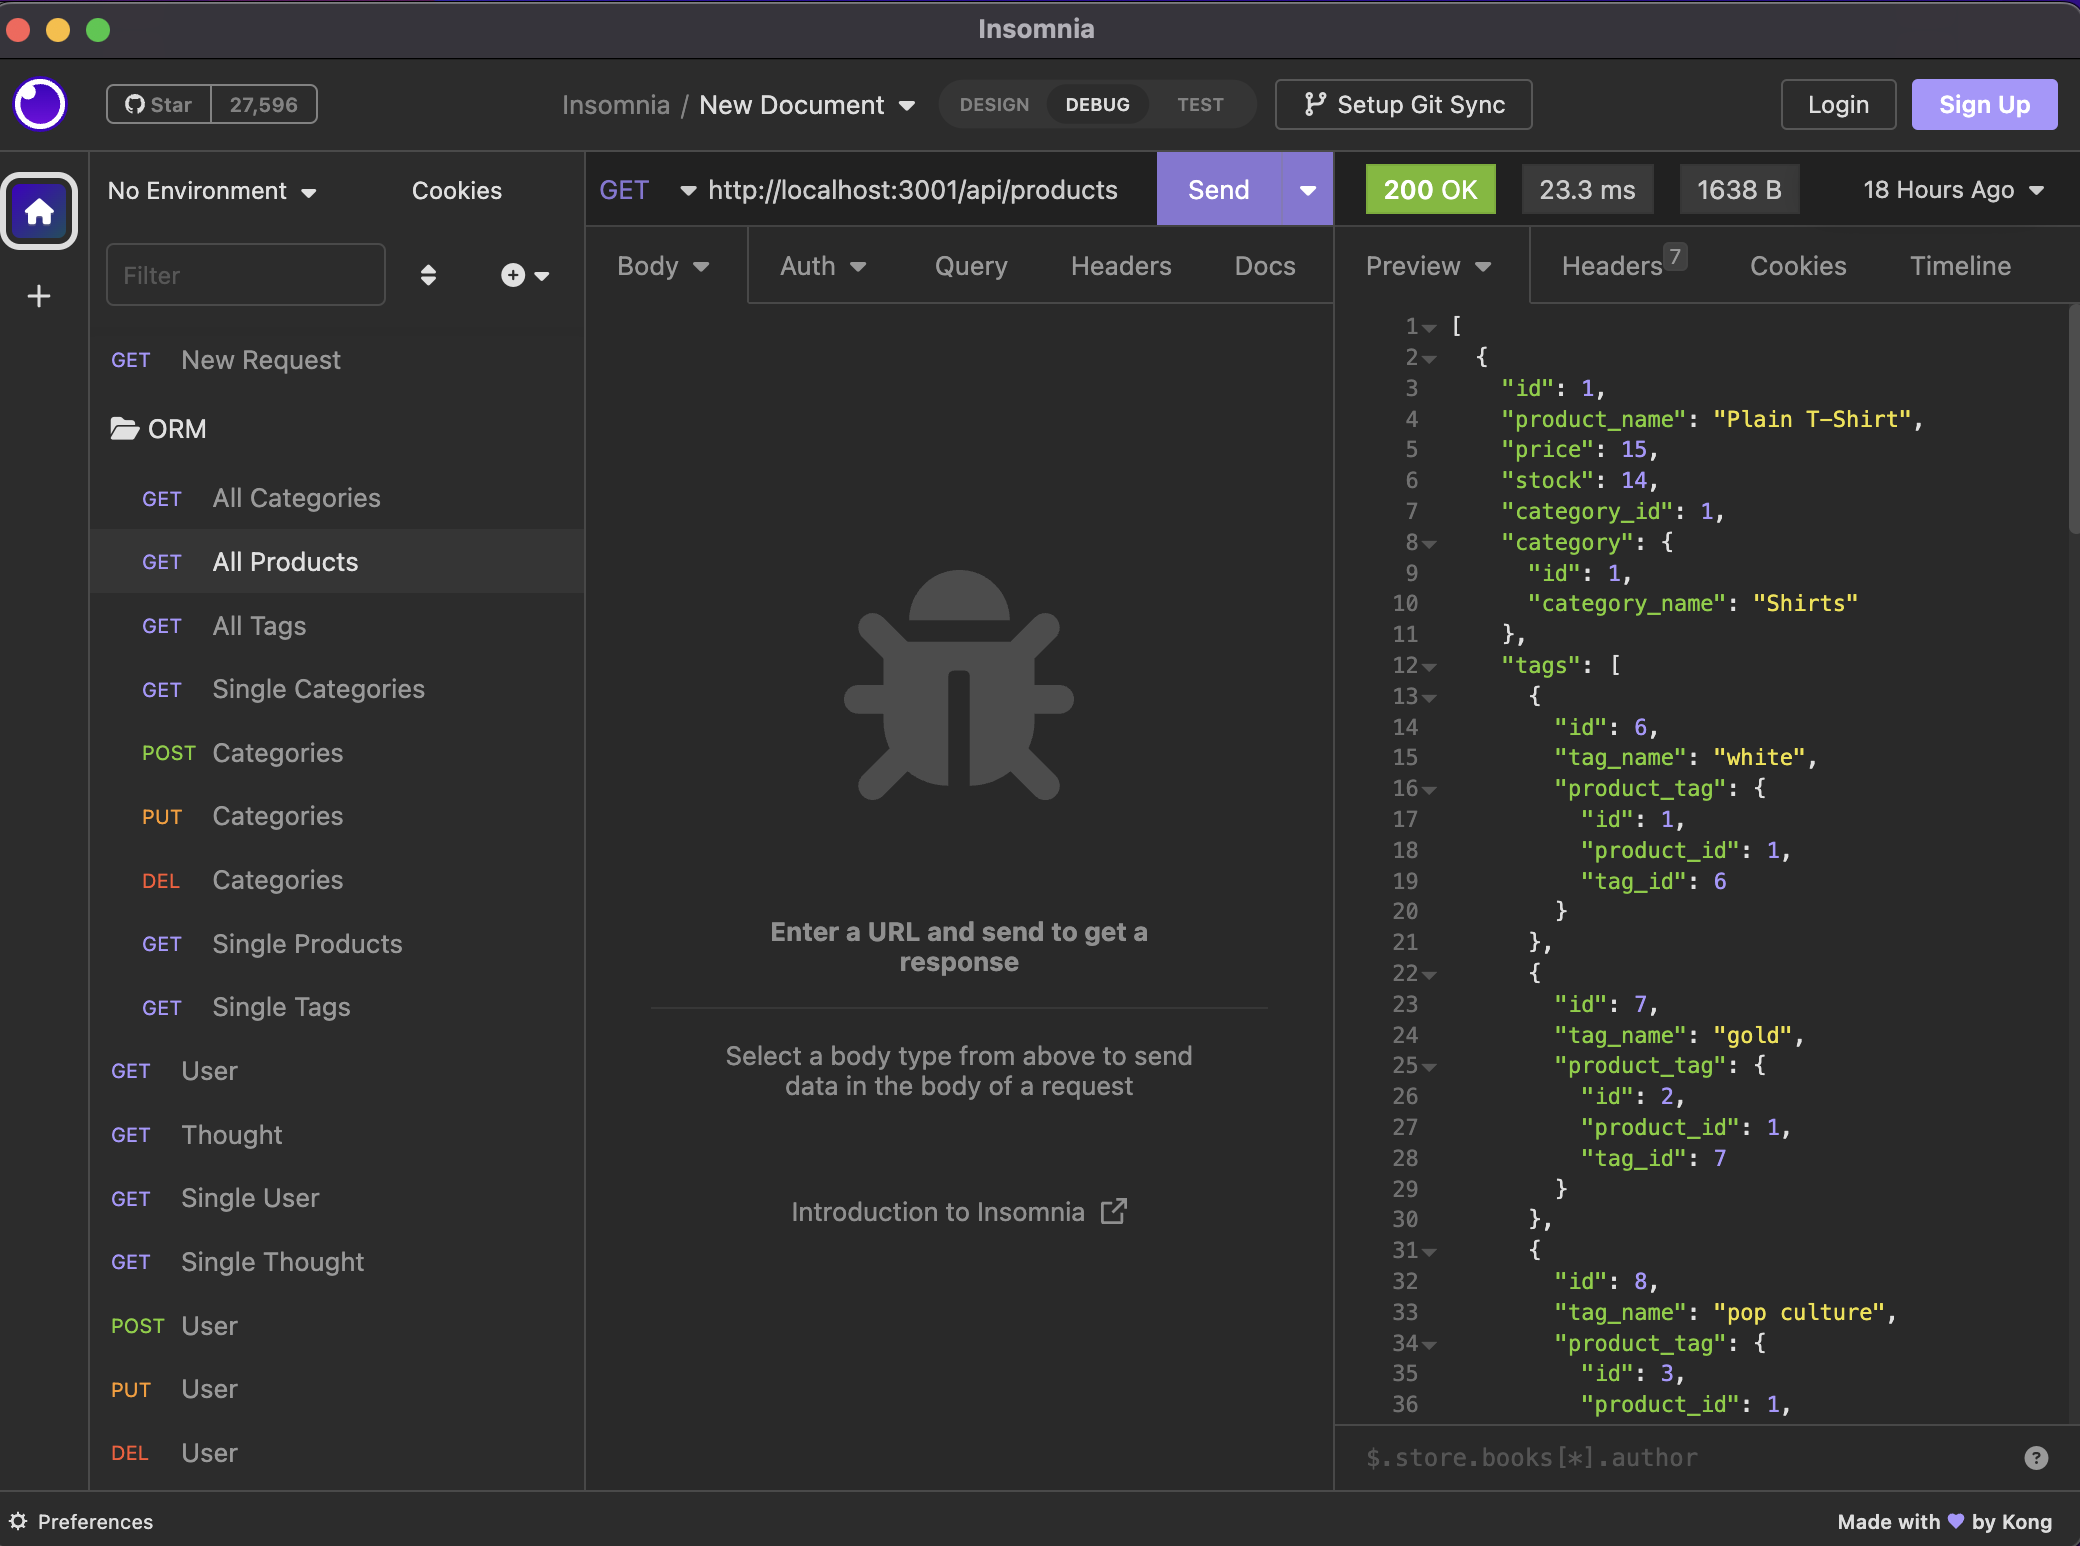 Insomnia
Star 27,596
Insomnia / New Document
DESIGN DEBUG TEST
Setup Git Sync
Login
Sign Up
No Environment
Cookies
Filter
GET New Request
ORM
GET All Categories
GET All Products
GET All Tags
GET Single Categories
POST Categories
PUT Categories
DEL Categories
GET Single Products
GET Single Tags
GET User
GET Thought
GET Single User
GET Single Thought
POST User
PUT User
DEL User
GET http://localhost:3001/api/products Send
Body Auth Query Headers Docs
Enter a URL and send to get a
response
Select a body type from above to send
data in the body of a request
Introduction to Insomnia
200 OK 23.3 ms 1638 B 18 Hours Ago
Preview Headers 7 Cookies Timeline
1 [
2 {
3 "id": 1,
4 "product_name": "Plain T-Shirt",
5 "price": 15,
6 "stock": 14,
7 "category_id": 1,
8 "category": {
9 "id": 1,
10 "category_name": "Shirts"
11 },
12 "tags": [
13 {
14 "id": 6,
15 "tag_name": "white",
16 "product_tag": {
17 "id": 1,
18 "product_id": 1,
19 "tag_id": 6
20 }
21 },
22 {
23 "id": 7,
24 "tag_name": "gold",
25 "product_tag": {
26 "id": 2,
27 "product_id": 1,
28 "tag_id": 7
29 }
30 },
31 {
32 "id": 8,
33 "tag_name": "pop culture",
34 "product_tag": {
35 "id": 3,
36 "product_id": 1,
$.store.books[*].author
?
Preferences
Made with 💜 by Kong